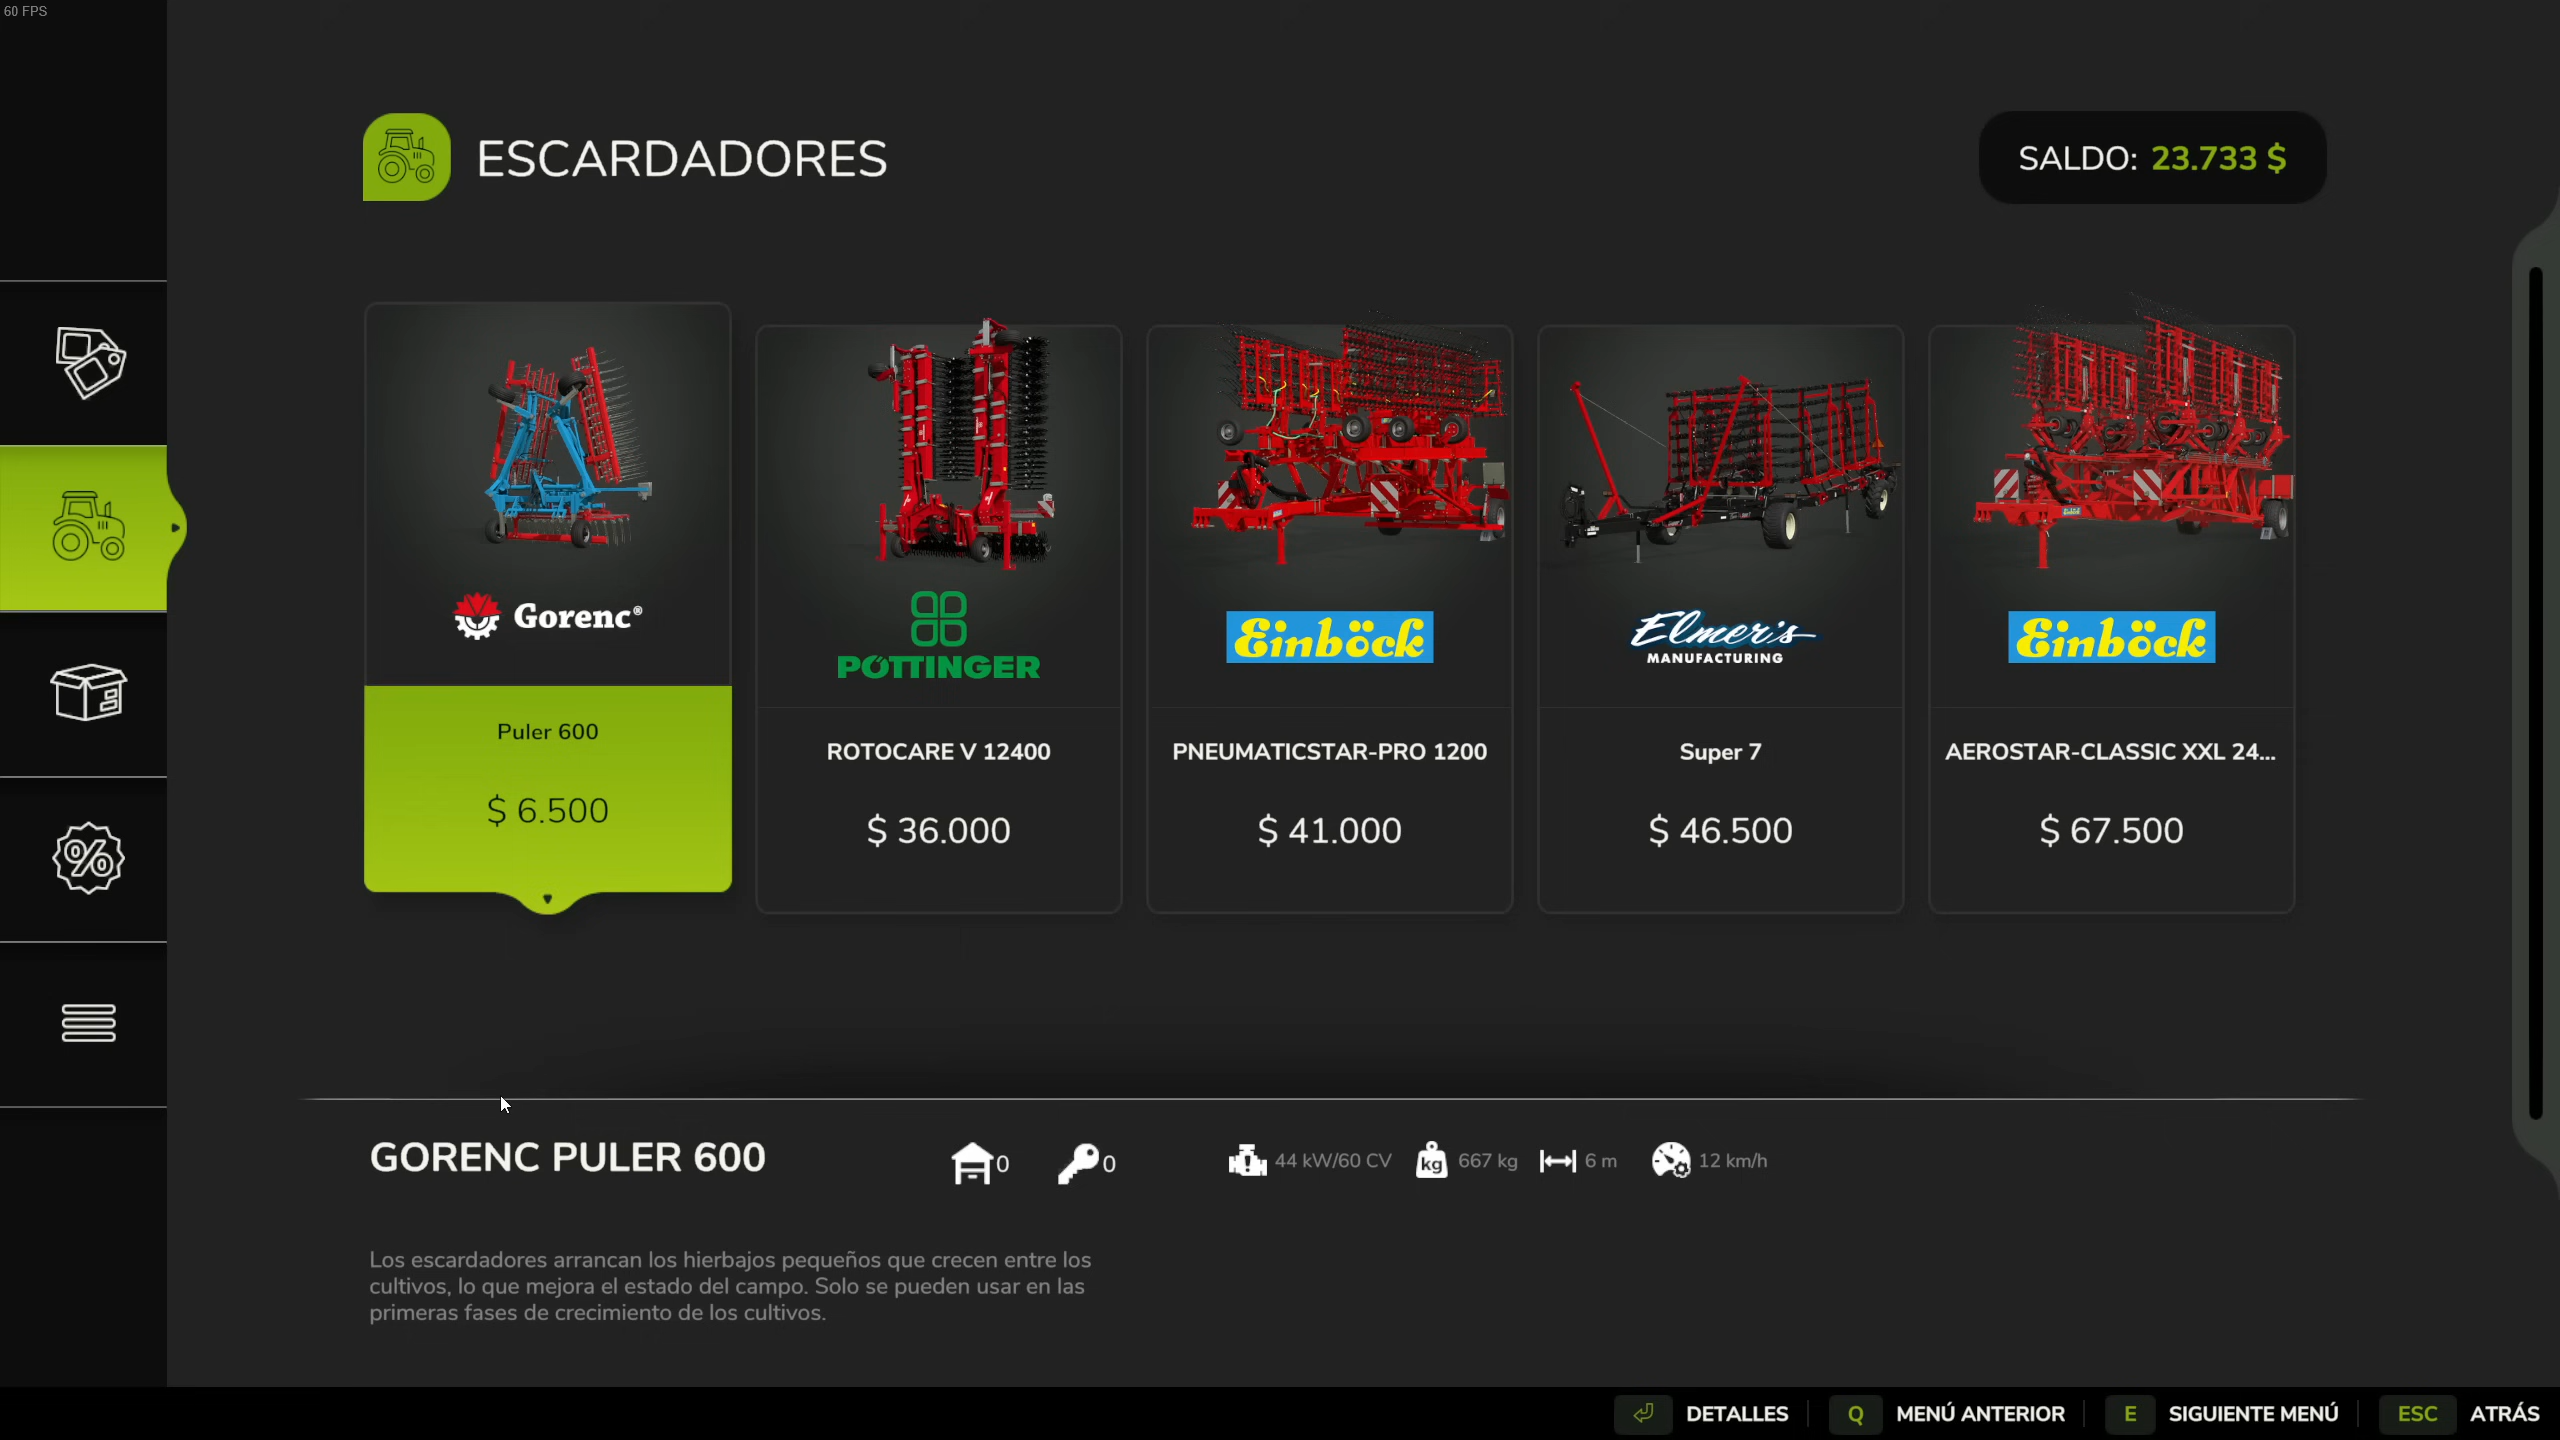 60 FPS
ESCARDADORES
SALDO: 23.733 $
Gorenc®
PÖTTINGER
Einböck
Elmer's
MANUFACTURING
Einböck
Puler 600
ROTOCARE V 12400
PNEUMATICSTAR-PRO 1200
Super 7
AEROSTAR-CLASSIC XXL 24...
$ 6.500
$ 36.000
$ 41.000
$ 46.500
$ 67.500
GORENC PULER 600
0
0
44 kW/60 CV
kg 667 kg
6 m
12 km/h
Los escardadores arrancan los hierbajos pequeños que crecen entre los
cultivos, lo que mejora el estado del campo. Solo se pueden usar en las
primeras fases de crecimiento de los cultivos.
DETALLES
Q MENÚ ANTERIOR
E SIGUIENTE MENÚ
ESC ATRÁS